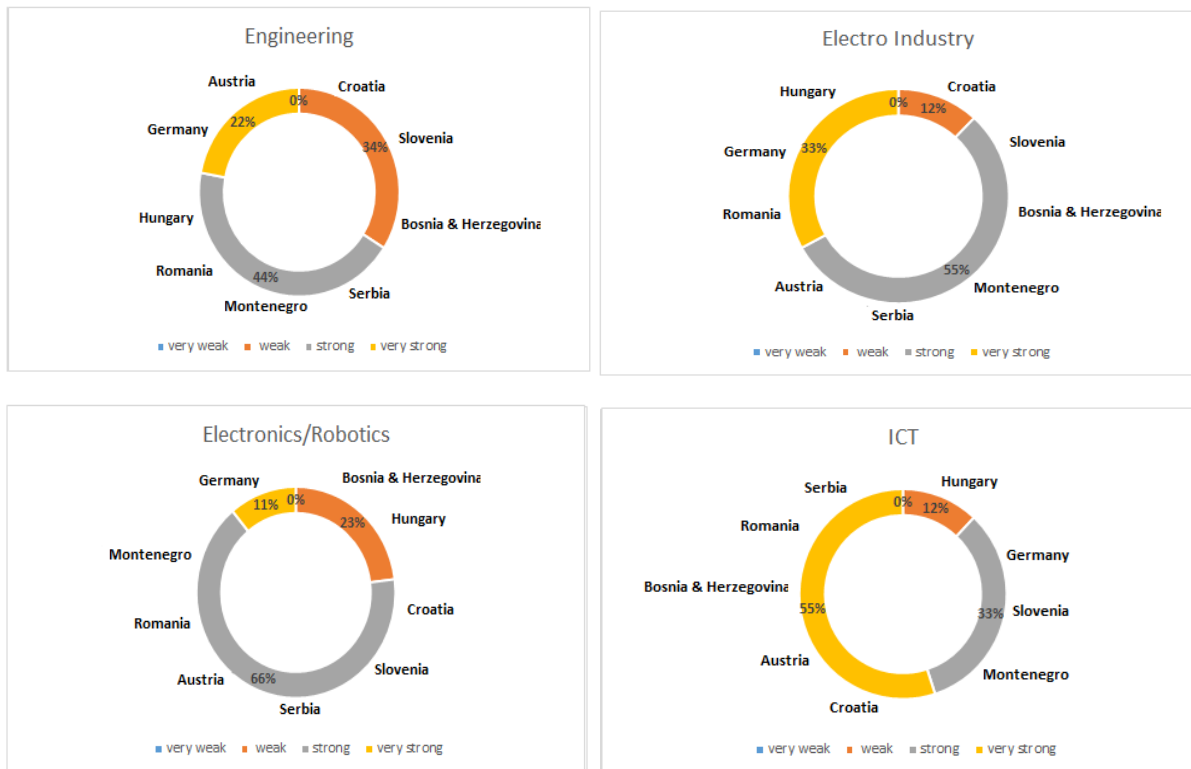 Engineering
Austria
0%
Croatia
Germany
22%
34%
Slovenia
Hungary
Bosnia & Herzegovina
Romania
44%
Serbia
Montenegro
very weak weak strong very strong
Electro Industry
Hungary
0%
Croatia
12%
Slovenia
Germany
33%
Romania
Bosnia & Herzegovina
Austria
55%
Montenegro
Serbia
very weak weak strong very strong
Electronics/Robotics
Germany
11%
0%
Bosnia & Herzegovina
23%
Hungary
Montenegro
Croatia
Romania
Slovenia
Austria
66%
Serbia
very weak weak strong very strong
ICT
Serbia
0%
Hungary
12%
Romania
Germany
Bosnia & Herzegovina
55%
33%
Slovenia
Austria
Montenegro
Croatia
very weak weak strong very strong